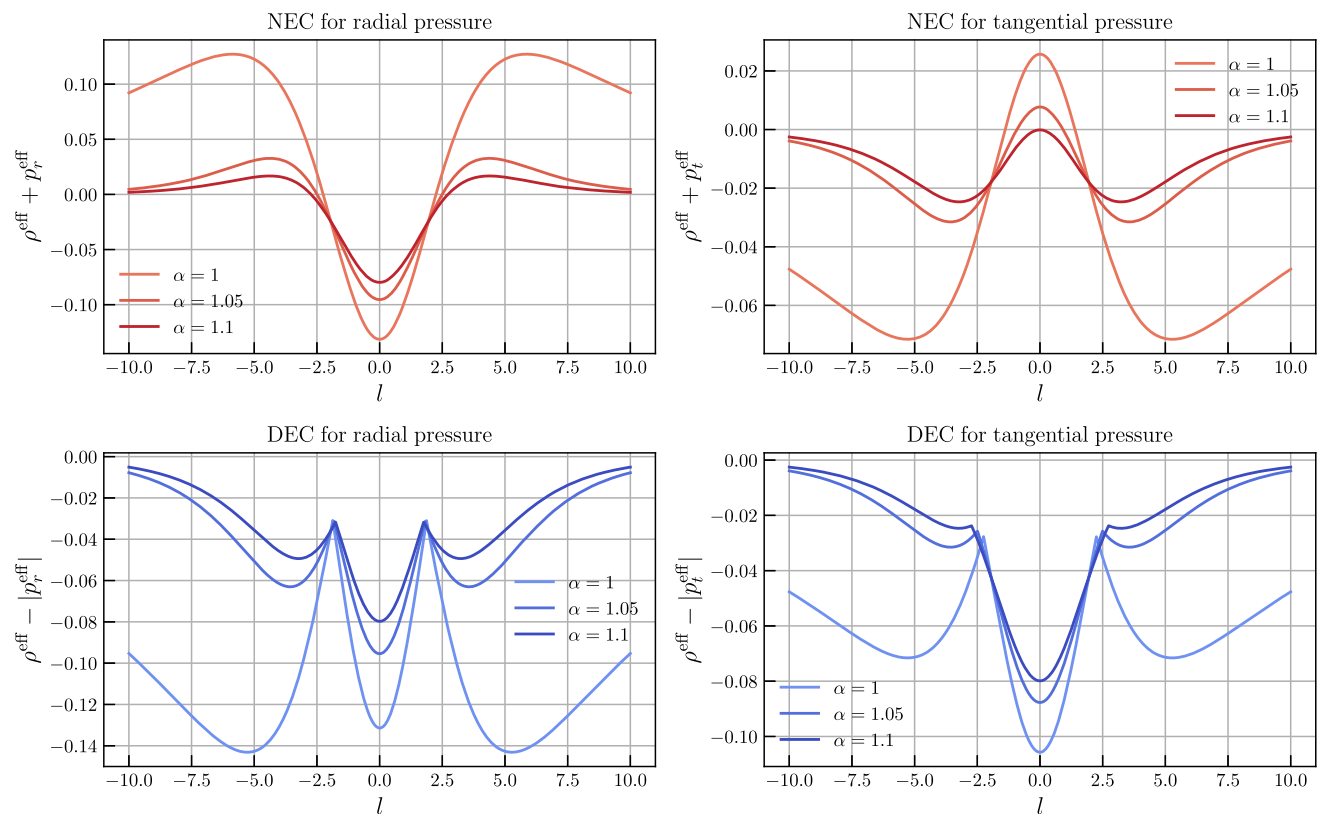 NEC for radial pressure
ρ^eff + p_r^eff
0.10
0.05
0.00
−0.05
−0.10
α = 1
α = 1.05
α = 1.1
−10.0 −7.5 −5.0 −2.5 0.0 2.5 5.0 7.5 10.0
l
NEC for tangential pressure
ρ^eff + p_t^eff
0.02
0.00
−0.02
−0.04
−0.06
α = 1
α = 1.05
α = 1.1
−10.0 −7.5 −5.0 −2.5 0.0 2.5 5.0 7.5 10.0
l
DEC for radial pressure
ρ^eff − |p_r^eff|
0.00
−0.02
−0.04
−0.06
−0.08
−0.10
−0.12
−0.14
α = 1
α = 1.05
α = 1.1
−10.0 −7.5 −5.0 −2.5 0.0 2.5 5.0 7.5 10.0
l
DEC for tangential pressure
ρ^eff − |p_t^eff|
0.00
−0.02
−0.04
−0.06
−0.08
−0.10
α = 1
α = 1.05
α = 1.1
−10.0 −7.5 −5.0 −2.5 0.0 2.5 5.0 7.5 10.0
l